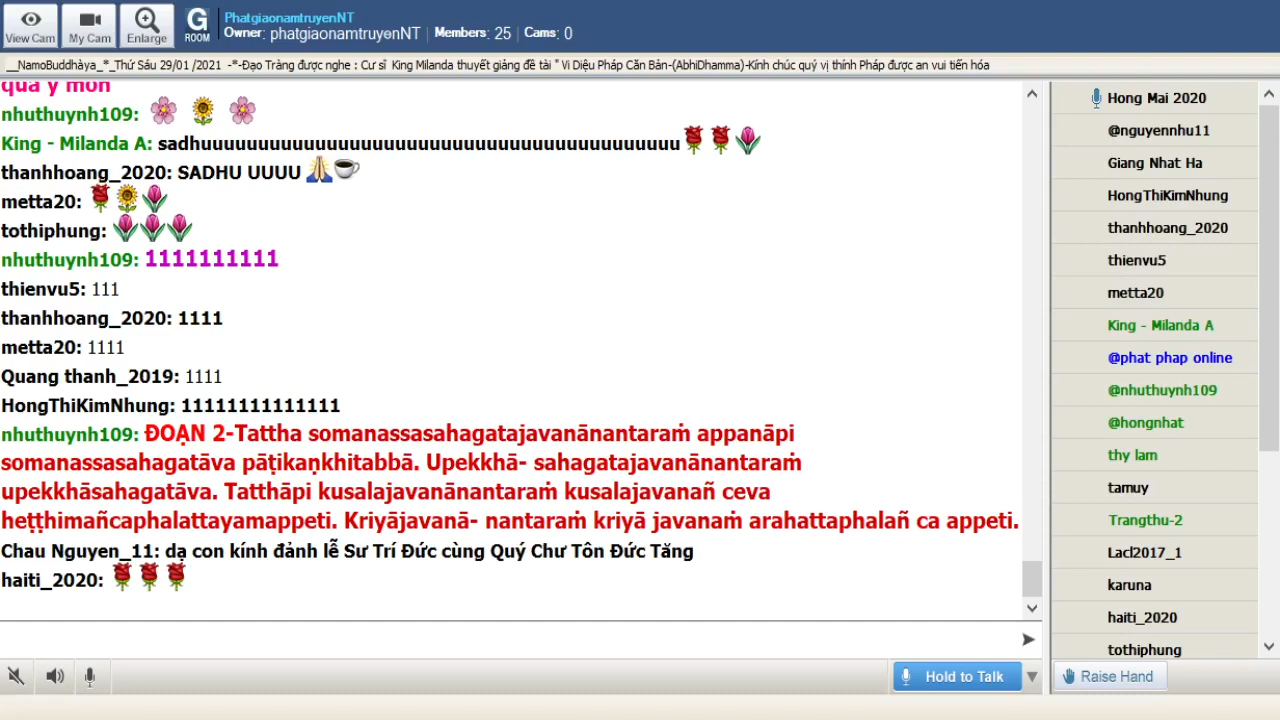 View Cam
My Cam
Enlarge
G
ROOM
PhatgiaonamtruyenNT
Owner: phatgiaonamtruyenNT | Members: 25 | Cams: 0
__NamoBuddhàya_*_Thứ Sáu 29/01 /2021 -*-Đạo Tràng được nghe : Cư sĩ King Milanda thuyết giảng đề tài " Vi Diệu Pháp Căn Bản-(AbhiDhamma)-Kính chúc quý vị thính Pháp được an vui tiến hóa
qua ý môn
nhuthuynh109:
King - Milanda A: sadhuuuuuuuuuuuuuuuuuuuuuuuuuuuuuuuuuuuuuuuuuu
thanhhoang_2020: SADHU UUUU
metta20:
tothiphung:
nhuthuynh109: 1111111111
thienvu5: 111
thanhhoang_2020: 1111
metta20: 1111
Quang thanh_2019: 1111
HongThiKimNhung: 11111111111111
nhuthuynh109: ĐOẠN 2-Tattha somanassasahagatajavanānantaraṁ appanāpi
somanassasahagatāva pāṭikaṇkhitabbā. Upekkhā- sahagatajavanānantaraṁ
upekkhāsahagatāva. Tatthāpi kusalajavanānantaraṁ kusalajavanañ ceva
heṭṭhimañcaphalattayamappeti. Kriyājavanā- nantaraṁ kriyā javanaṁ arahattaphalañ ca appeti.
Chau Nguyen_11: dạ con kính đảnh lễ Sư Trí Đức cùng Quý Chư Tôn Đức Tăng
haiti_2020:
Hong Mai 2020
@nguyennhu11
Giang Nhat Ha
HongThiKimNhung
thanhhoang_2020
thienvu5
metta20
King - Milanda A
@phat phap online
@nhuthuynh109
@hongnhat
thy lam
tamuy
Trangthu-2
Lacl2017_1
karuna
haiti_2020
tothiphung
Hold to Talk
Raise Hand